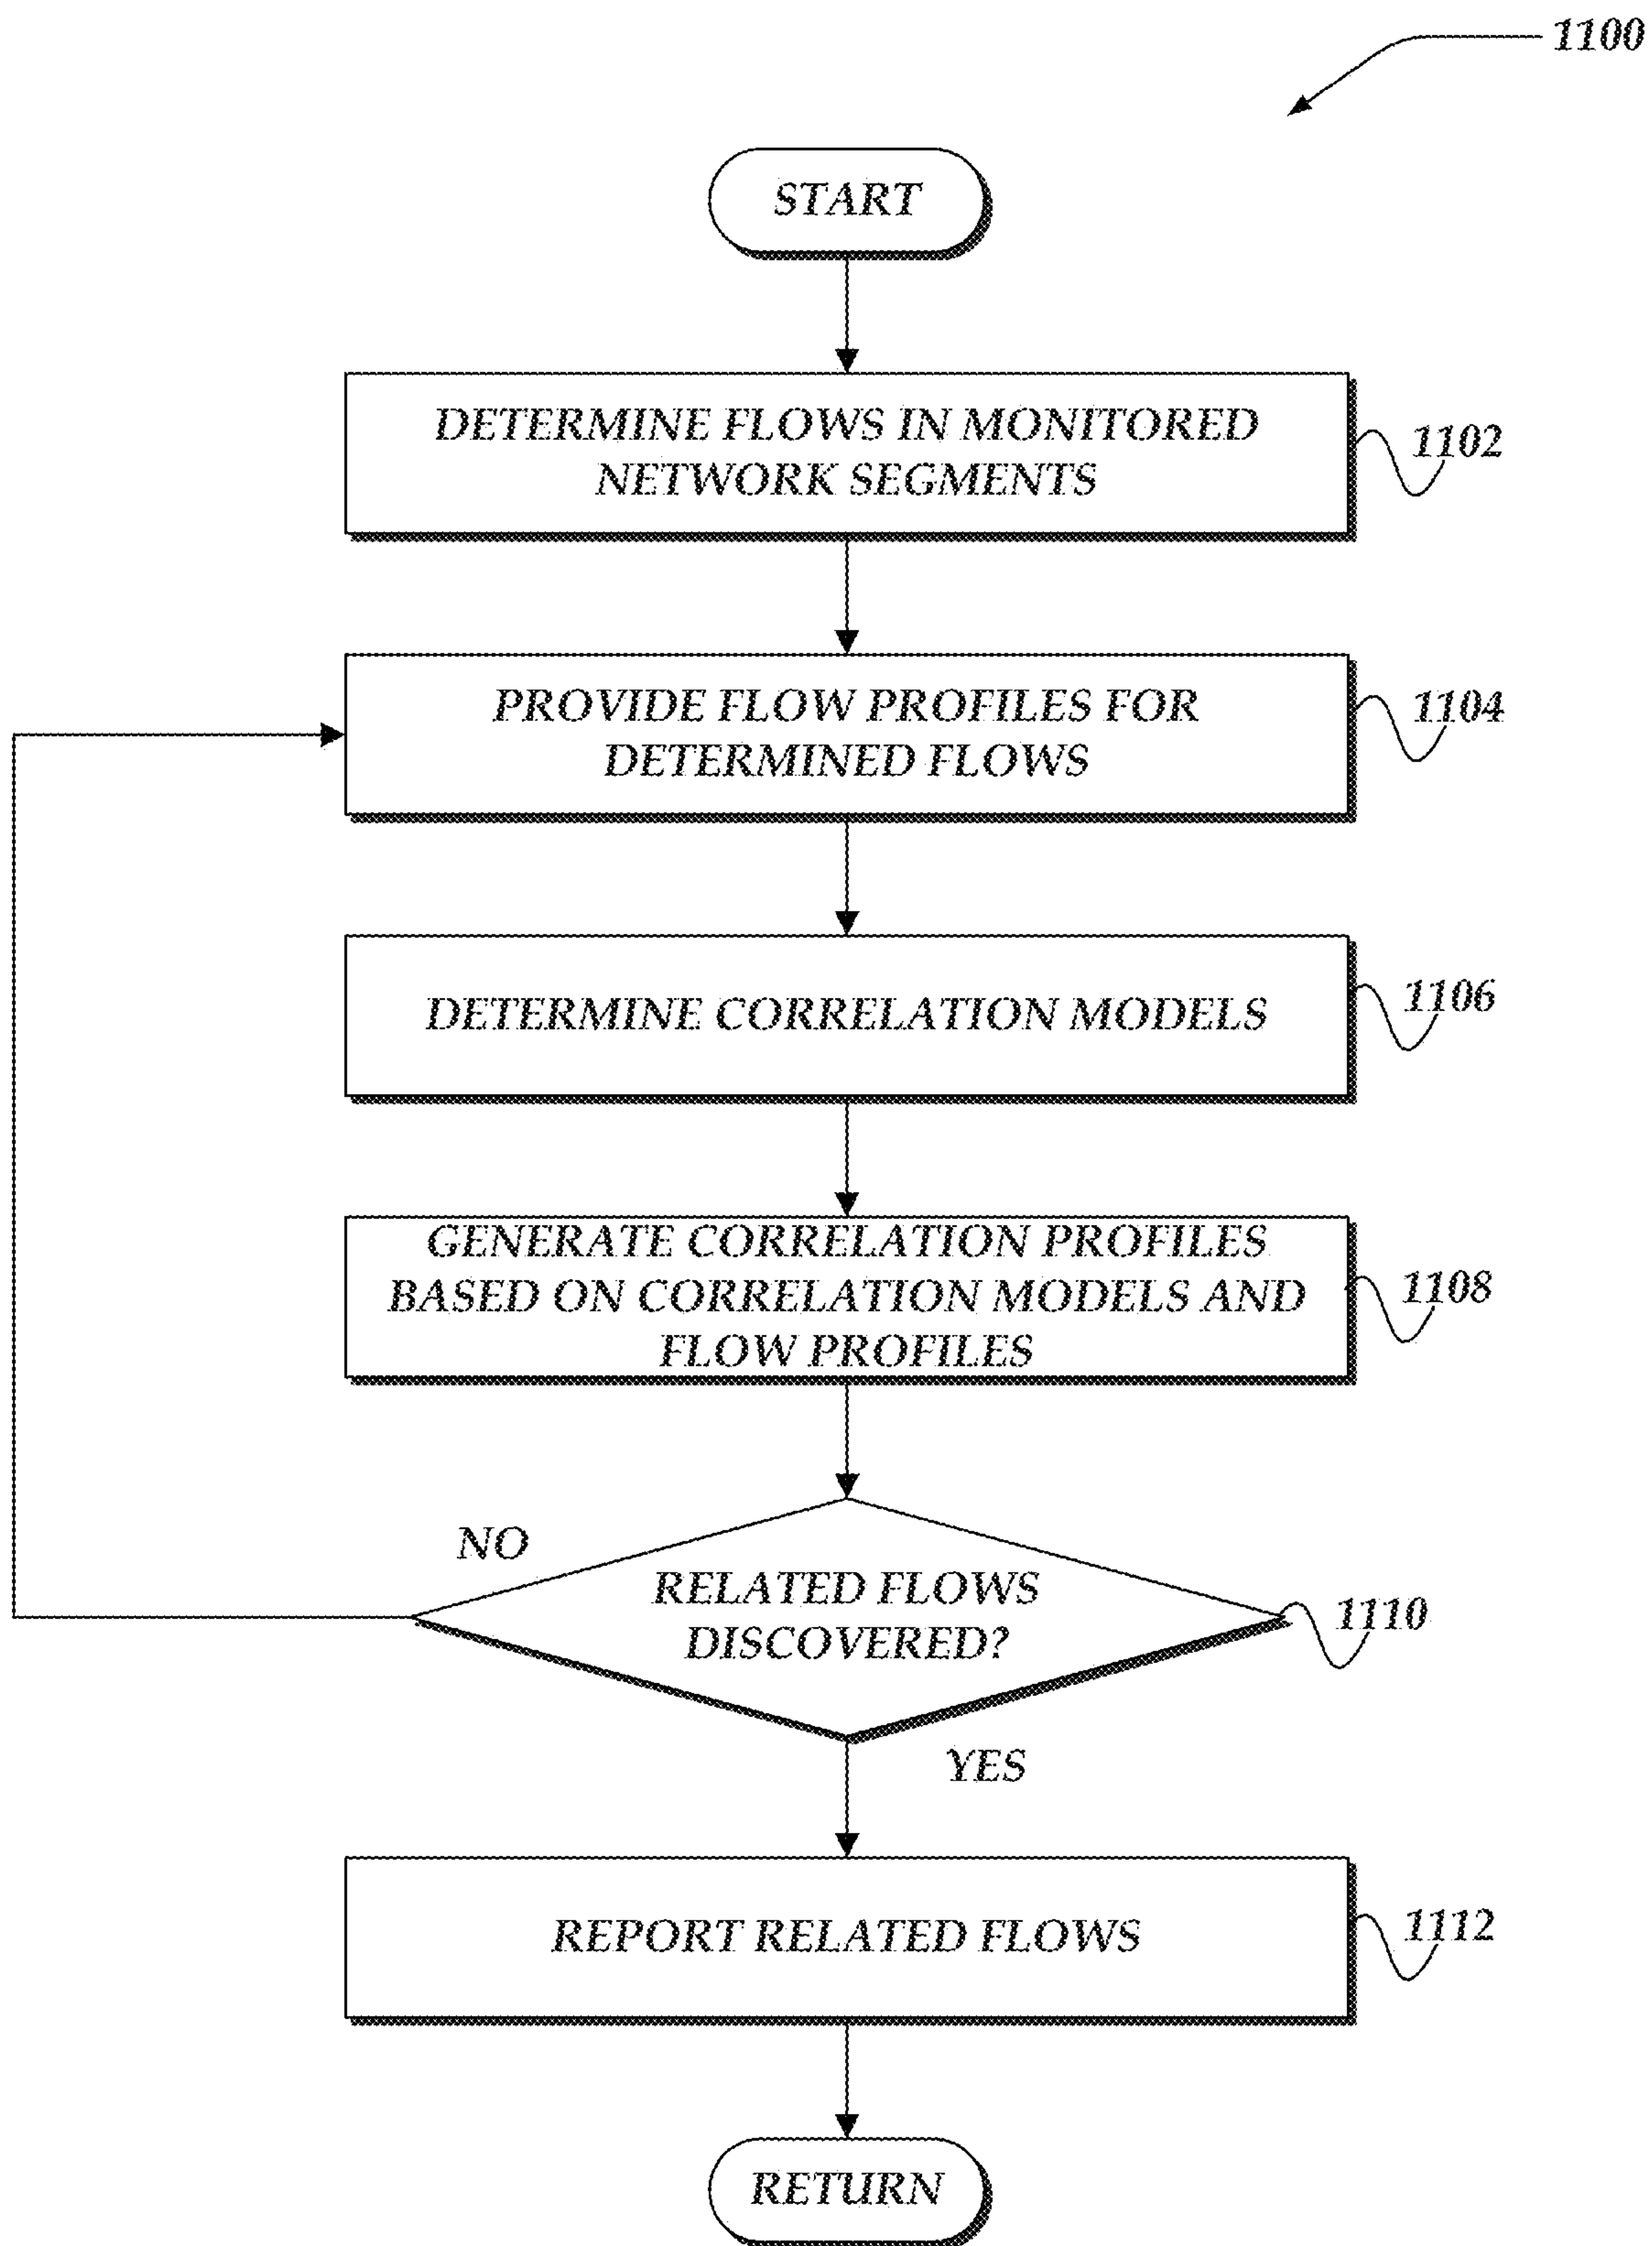 1100
START
DETERMINE FLOWS IN MONITORED
NETWORK SEGMENTS
1102
PROVIDE FLOW PROFILES FOR
DETERMINED FLOWS
1104
DETERMINE CORRELATION MODELS
1106
GENERATE CORRELATION PROFILES
BASED ON CORRELATION MODELS AND
FLOW PROFILES
1108
NO
RELATED FLOWS
DISCOVERED?
1110
YES
REPORT RELATED FLOWS
1112
RETURN